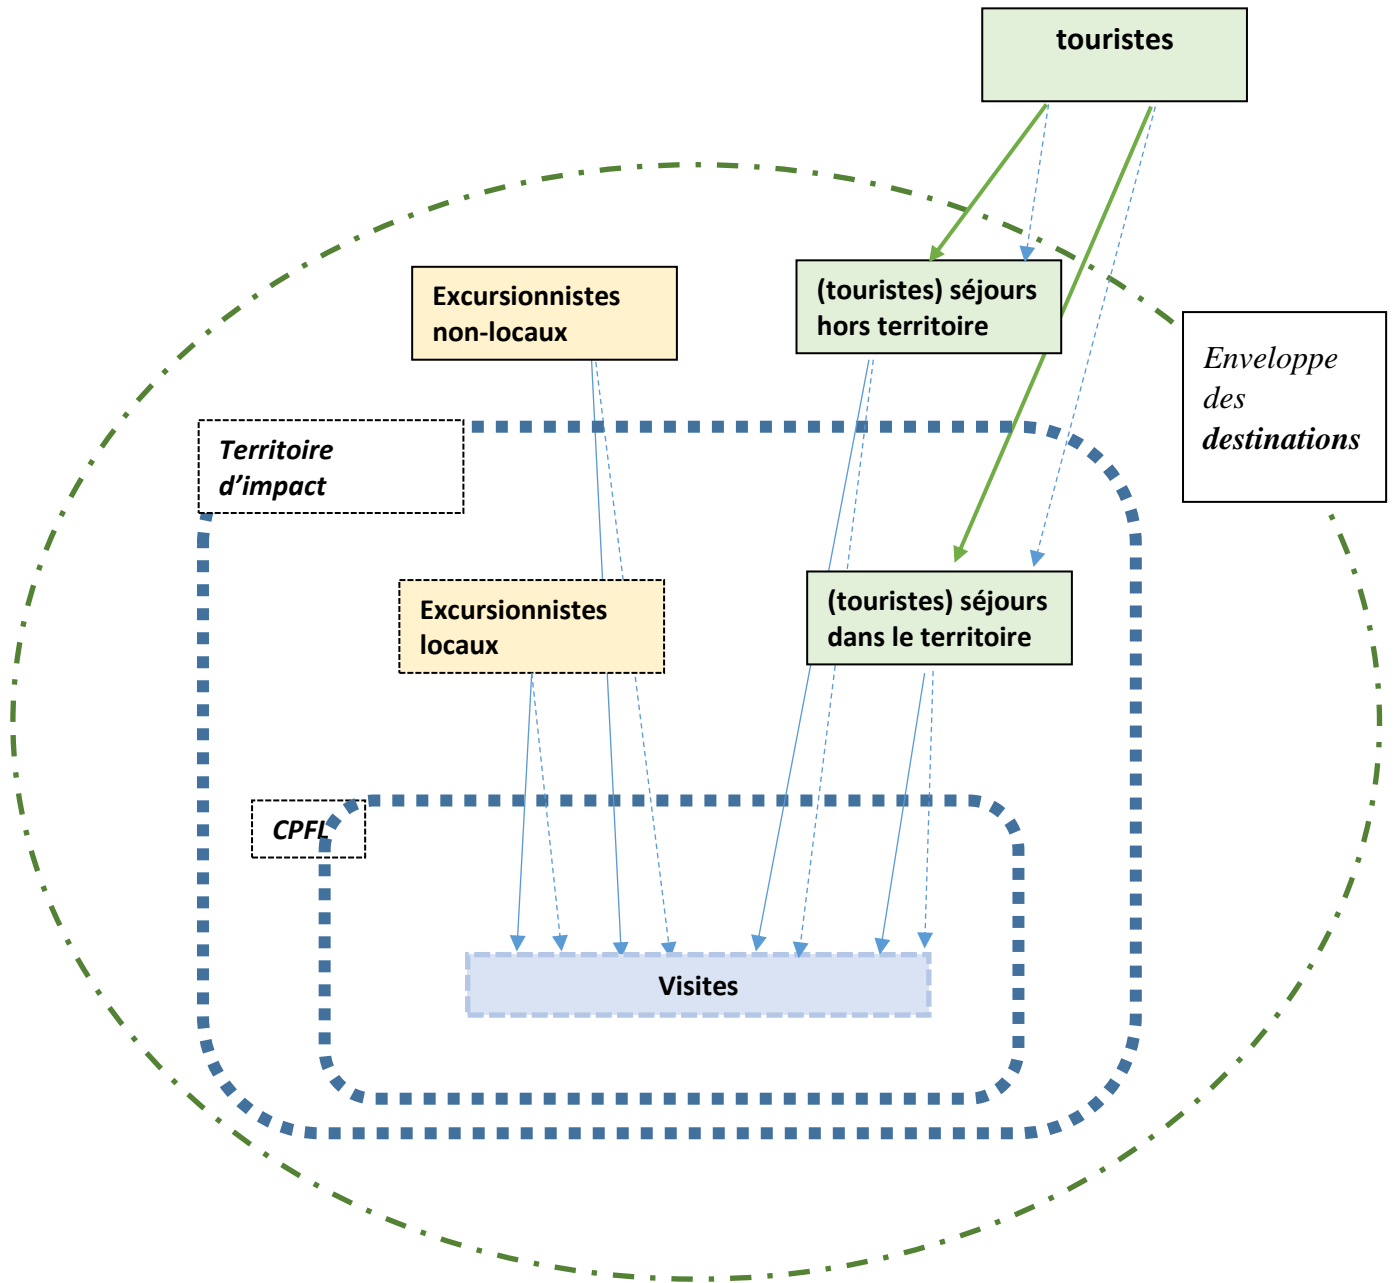 touristes
Excursionnistes
non-locaux
(touristes) séjours
hors territoire
Enveloppe
des
destinations
Territoire
d’impact
Excursionnistes
locaux
(touristes) séjours
dans le territoire
CPFL
Visites